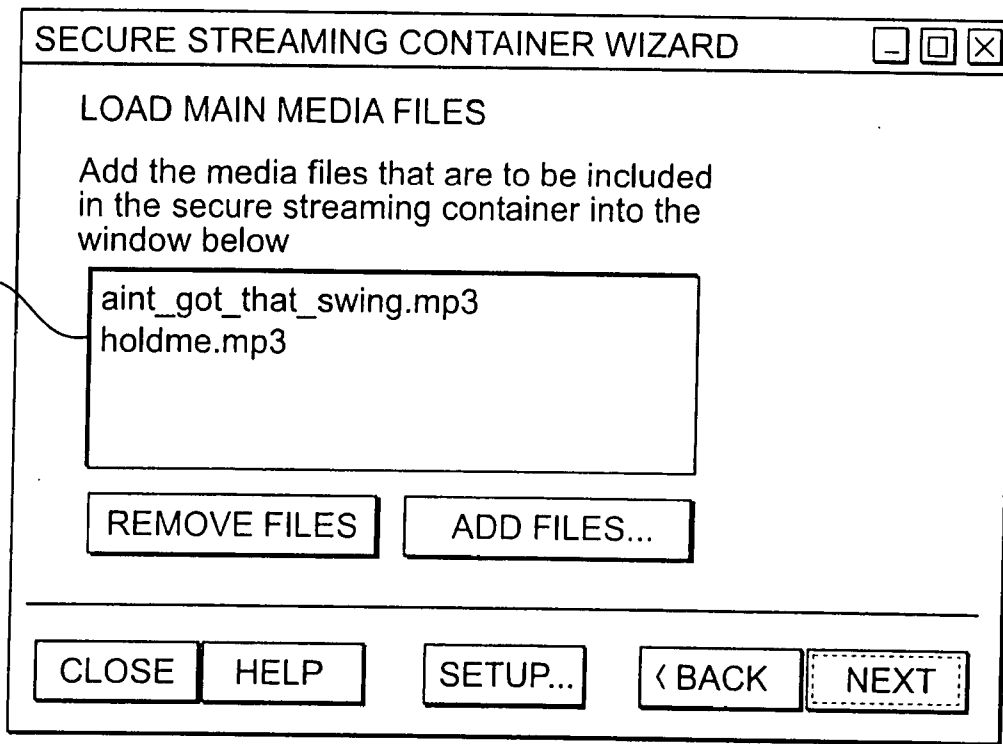 SECURE STREAMING CONTAINER WIZARD
LOAD MAIN MEDIA FILES
Add the media files that are to be included
in the secure streaming container into the
window below
aint_got_that_swing.mp3
holdme.mp3
REMOVE FILES
ADD FILES...
CLOSE
HELP
SETUP...
< BACK
NEXT